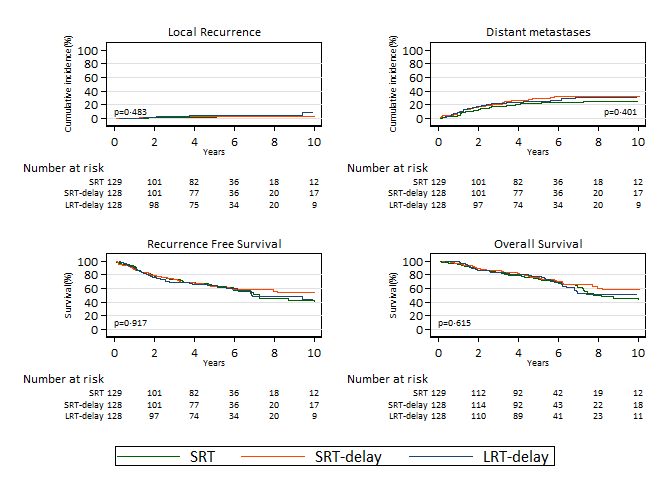 Local Recurrence
Cumulative incidence(%)
100
80
60
40
20
0
p=0·483
0 2 4 6 8 10
Years
Number at risk
SRT 129 101 82 36 18 12
SRT-delay 128 101 77 36 20 17
LRT-delay 128 98 75 34 20 9
Distant metastases
Cumulative incidence(%)
100
80
60
40
20
0
p=0·401
0 2 4 6 8 10
Years
Number at risk
SRT 129 101 82 36 18 12
SRT-delay 128 101 77 36 20 17
LRT-delay 128 97 74 34 20 9
Recurrence Free Survival
Survival(%)
100
80
60
40
20
0
p=0·917
0 2 4 6 8 10
Years
Number at risk
SRT 129 101 82 36 18 12
SRT-delay 128 101 77 36 20 17
LRT-delay 128 97 74 34 20 9
Overall Survival
Survival(%)
100
80
60
40
20
0
p=0·615
0 2 4 6 8 10
Years
Number at risk
SRT 129 112 92 42 19 12
SRT-delay 128 114 92 43 22 18
LRT-delay 128 110 89 41 23 11
SRT SRT-delay LRT-delay